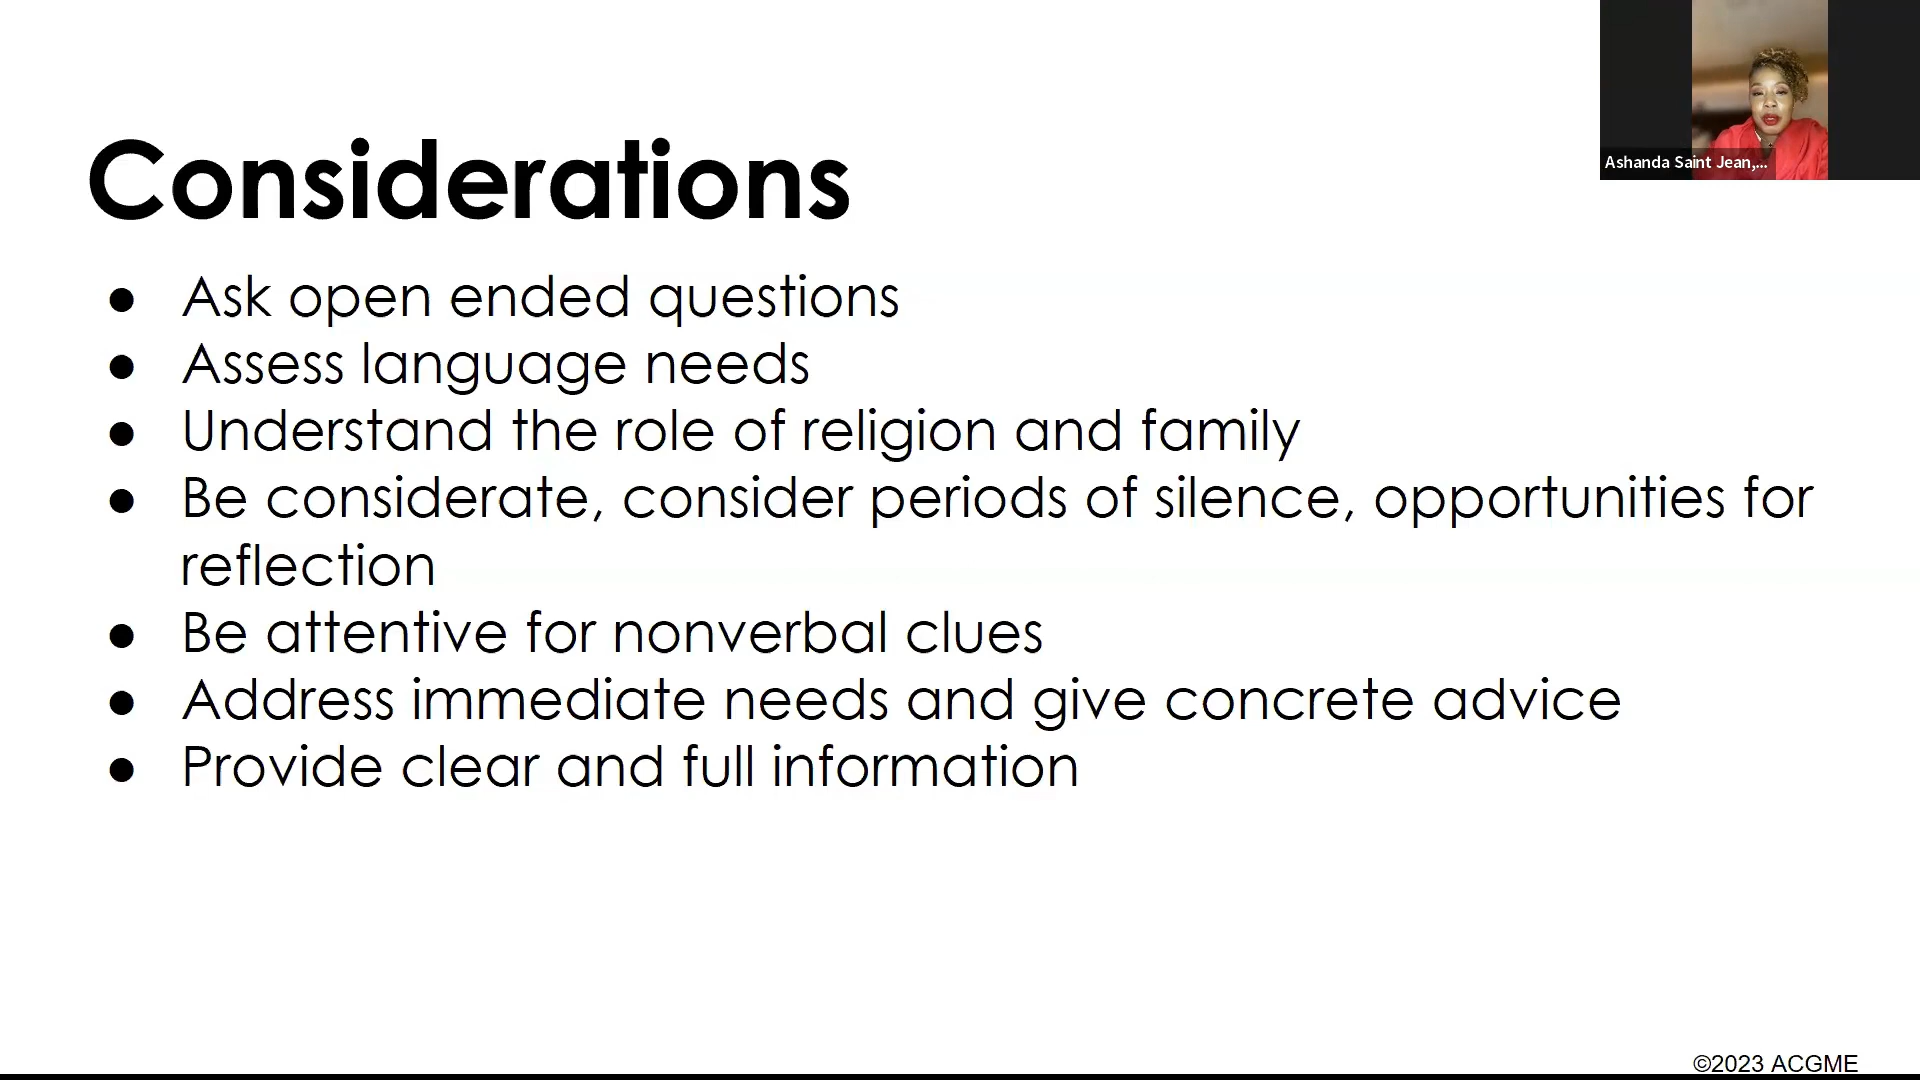 Considerations
● Ask open ended questions
● Assess language needs
● Understand the role of religion and family
● Be considerate, consider periods of silence, opportunities for
reflection
● Be attentive for nonverbal clues
● Address immediate needs and give concrete advice
● Provide clear and full information
Ashanda Saint Jean,...
©2023 ACGME